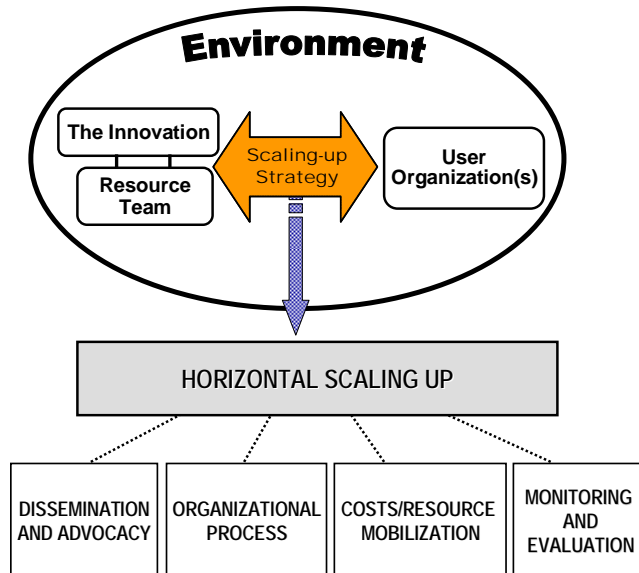 Environment
The Innovation
Resource
Team
Scaling-up
Strategy
User
Organization(s)
HORIZONTAL SCALING UP
DISSEMINATION
AND ADVOCACY
ORGANIZATIONAL
PROCESS
COSTS/RESOURCE
MOBILIZATION
MONITORING
AND
EVALUATION